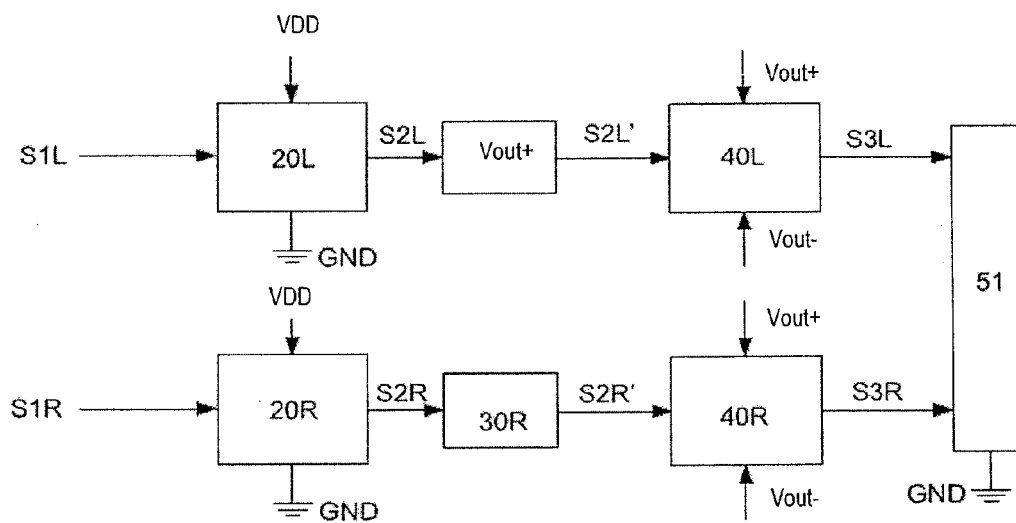 VDD
Vout+
S1L
20L
S2L
Vout+
S2L'
40L
S3L
GND
Vout-
51
VDD
Vout+
S1R
20R
S2R
30R
S2R'
40R
S3R
GND
Vout-
GND